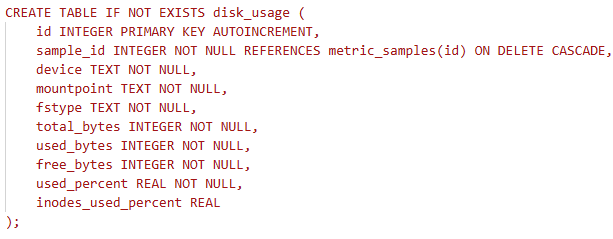 CREATE TABLE IF NOT EXISTS disk_usage (
    id INTEGER PRIMARY KEY AUTOINCREMENT,
    sample_id INTEGER NOT NULL REFERENCES metric_samples(id) ON DELETE CASCADE,
    device TEXT NOT NULL,
    mountpoint TEXT NOT NULL,
    fstype TEXT NOT NULL,
    total_bytes INTEGER NOT NULL,
    used_bytes INTEGER NOT NULL,
    free_bytes INTEGER NOT NULL,
    used_percent REAL NOT NULL,
    inodes_used_percent REAL
);